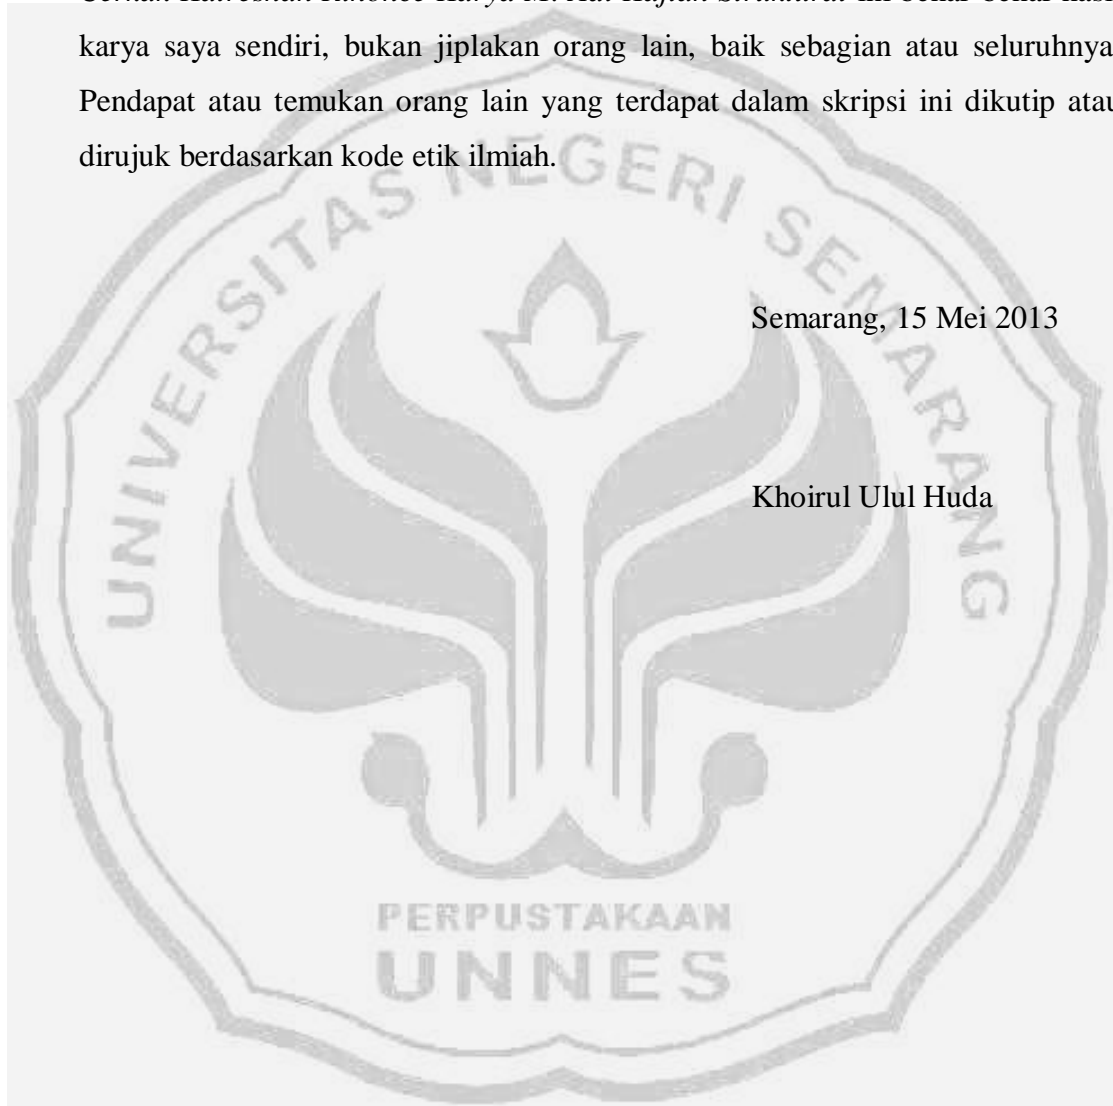 karya saya sendiri, bukan jiplakan orang lain, baik sebagian atau seluruhnya
Pendapat atau temukan orang lain yang terdapat dalam skripsi ini dikutip atau
dirujuk berdasarkan kode etik ilmiah.
UNIVERSITAS NEGERI SEMARANG
Semarang, 15 Mei 2013
Khoirul Ulul Huda
PERPUSTAKAAN
UNNES